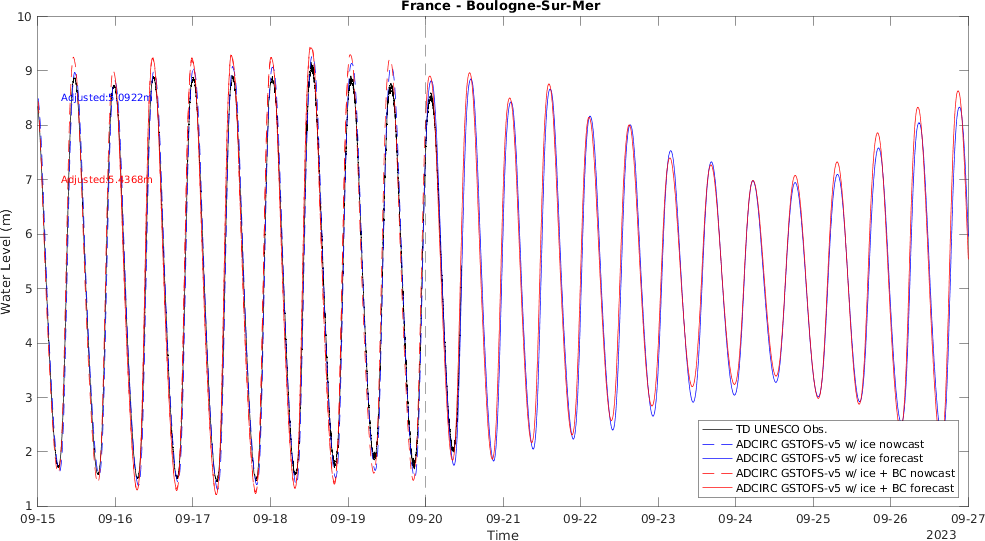 France - Boulogne-Sur-Mer
10
9
8
7
6
5
4
3
2
1
Water Level (m)
Adjusted:5.0922m
Adjusted:5.4368m
TD UNESCO Obs.
ADCIRC GSTOFS-v5 w/ ice nowcast
ADCIRC GSTOFS-v5 w/ ice forecast
ADCIRC GSTOFS-v5 w/ ice + BC nowcast
ADCIRC GSTOFS-v5 w/ ice + BC forecast
09-15 09-16 09-17 09-18 09-19 09-20 09-21 09-22 09-23 09-24 09-25 09-26 09-27
Time
2023